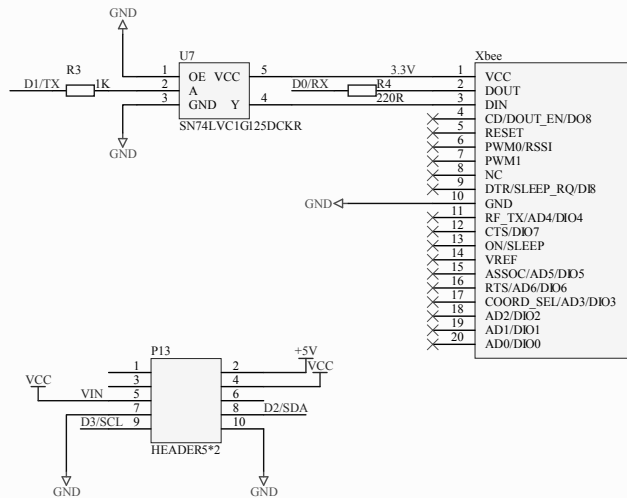 GND
U7
Xbee
R3
1 OE VCC 5 3.3V 1 VCC
D1/TX 1K 2 A D0/RX R4 2 DOUT
3 GND Y 4 220R 3 DIN
SN74LVC1G125DCKR
4 CD/DOUT_EN/DO8
GND
5 RESET
6 PWM0/RSSI
7 PWM1
8 NC
9 DTR/SLEEP_RQ/DI8
GND 10 GND
11 RF_TX/AD4/DIO4
12 CTS/DIO7
13 ON/SLEEP
14 VREF
15 ASSOC/AD5/DIO5
16 RTS/AD6/DIO6
17 COORD_SEL/AD3/DIO3
18 AD2/DIO2
19 AD1/DIO1
20 AD0/DIO0
P13
+5V
1 2
VCC 3 4 VCC
VIN 5 6
7 8 D2/SDA
D3/SCL 9 10
HEADER5*2
GND GND